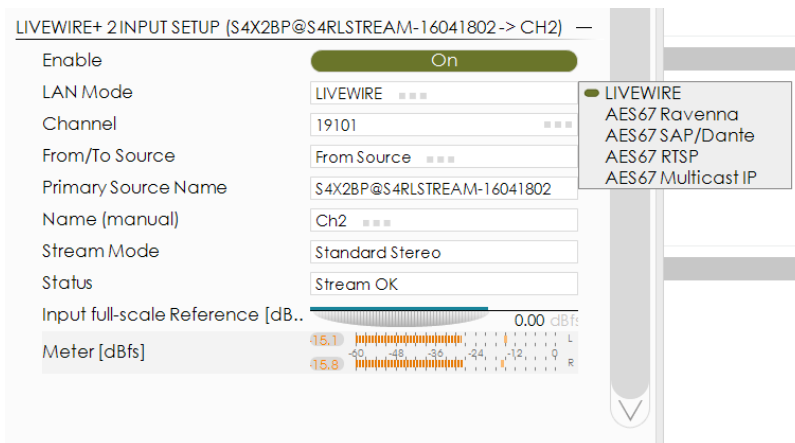 LIVEWIRE+ 2 INPUT SETUP (S4X2BP@S4RLSTREAM-16041802 -> CH2) —
Enable On
LAN Mode LIVEWIRE
Channel 19101
From/To Source From Source
Primary Source Name S4X2BP@S4RLSTREAM-16041802
Name (manual) Ch2
Stream Mode Standard Stereo
Status Stream OK
Input full-scale Reference [dB.. 0.00 dBfs
Meter [dBfs] -15.1 L
-60 -48 -36 -24 -12 0
-15.8 R
LIVEWIRE
AES67 Ravenna
AES67 SAP/Dante
AES67 RTSP
AES67 Multicast IP